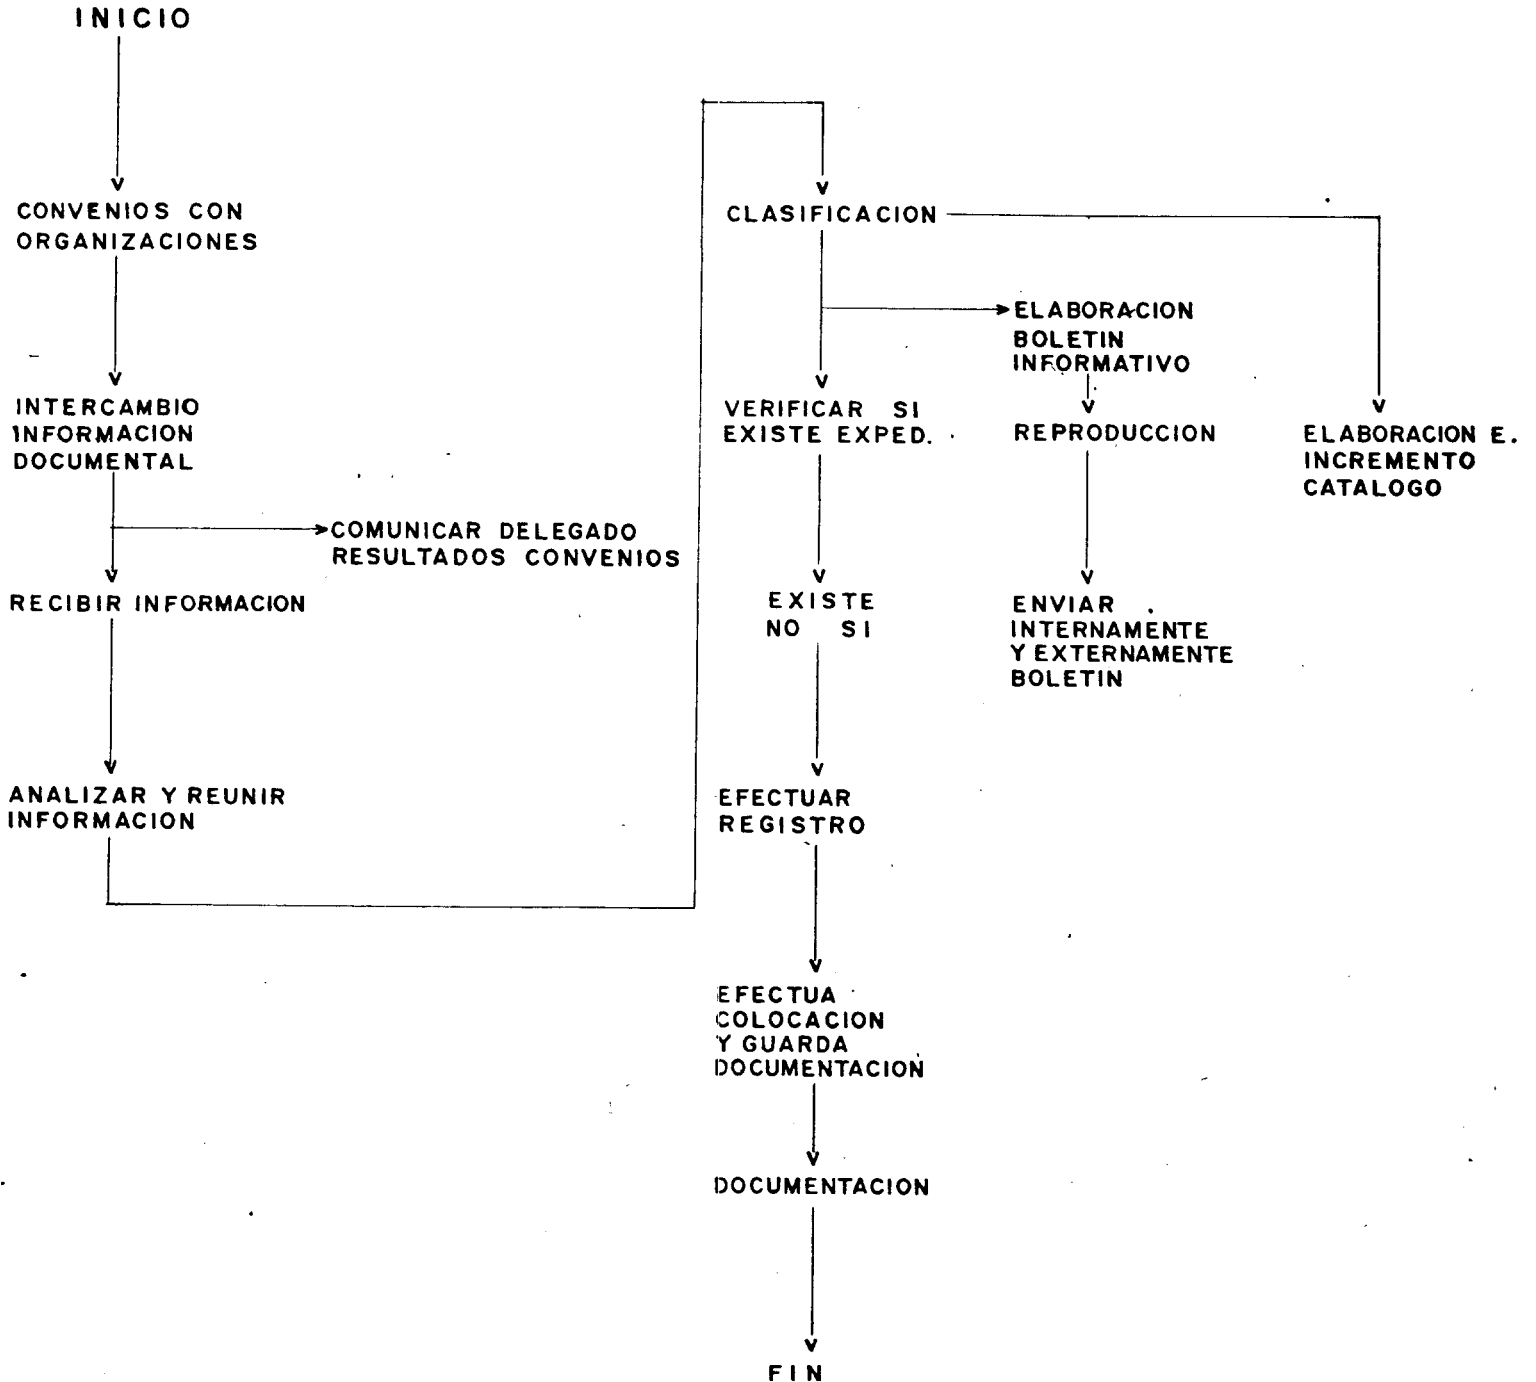 INICIO
CONVENIOS CON
ORGANIZACIONES
INTERCAMBIO
INFORMACION
DOCUMENTAL
COMUNICAR DELEGADO
RESULTADOS CONVENIOS
RECIBIR INFORMACION
ANALIZAR Y REUNIR
INFORMACION
CLASIFICACION
ELABORACION
BOLETIN
INFORMATIVO
VERIFICAR SI
EXISTE EXPED.
REPRODUCCION
ELABORACION E.
INCREMENTO
CATALOGO
EXISTE
NO SI
ENVIAR
INTERNAMENTE
Y EXTERNAMENTE
BOLETIN
EFECTUAR
REGISTRO
EFECTUA
COLOCACION
Y GUARDA
DOCUMENTACION
DOCUMENTACION
FIN